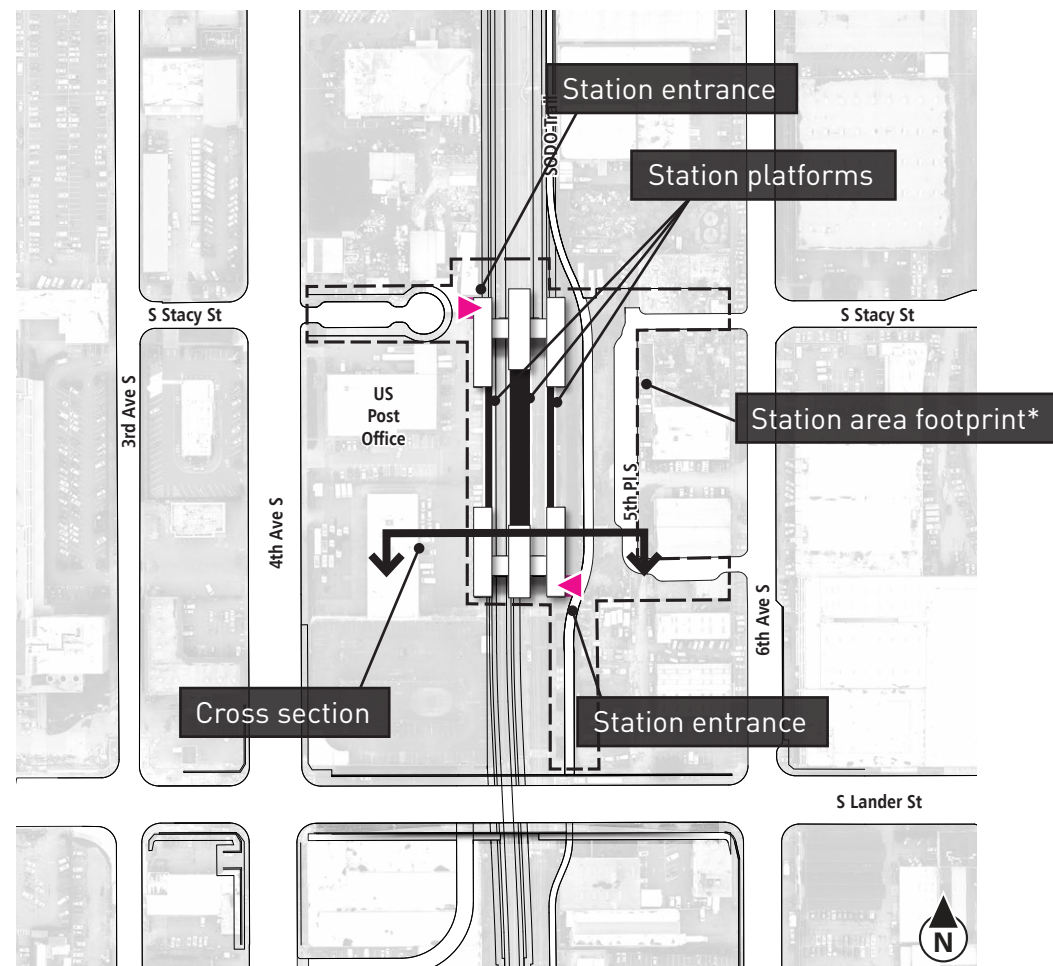 Station entrance
SODO Trail
Station platforms
S Stacy St
S Stacy St
US
Post
Office
3rd Ave S
Station area footprint*
5th Pl S
4th Ave S
6th Ave S
Cross section
Station entrance
S Lander St
N